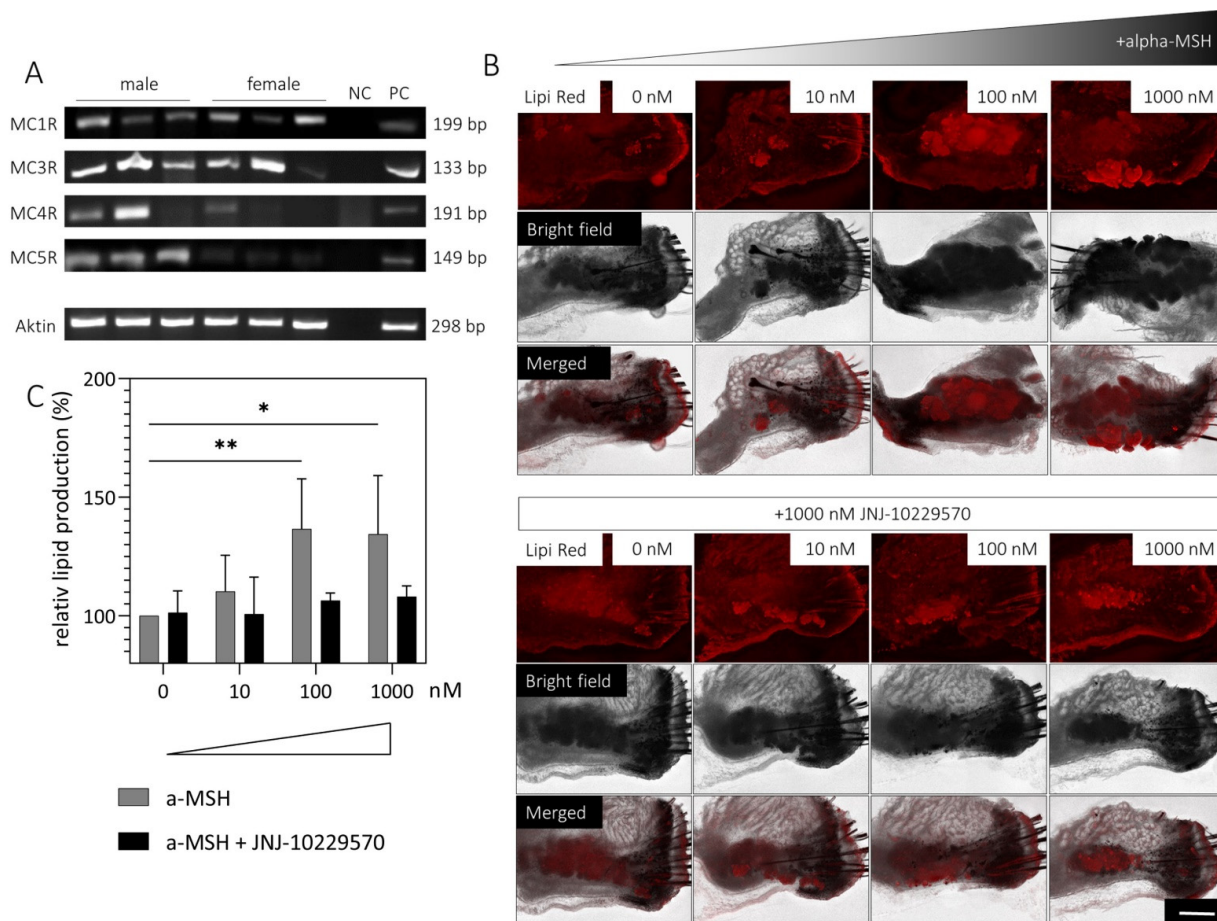 A
male female NC PC
MC1R 199 bp
MC3R 133 bp
MC4R 191 bp
MC5R 149 bp
Aktin 298 bp
B
+alpha-MSH
Lipi Red 0 nM 10 nM 100 nM 1000 nM
Bright field
Merged
+1000 nM JNJ-10229570
Lipi Red 0 nM 10 nM 100 nM 1000 nM
Bright field
Merged
C
relativ lipid production (%)
200
150
100
*
**
0 10 100 1000 nM
a-MSH
a-MSH + JNJ-10229570